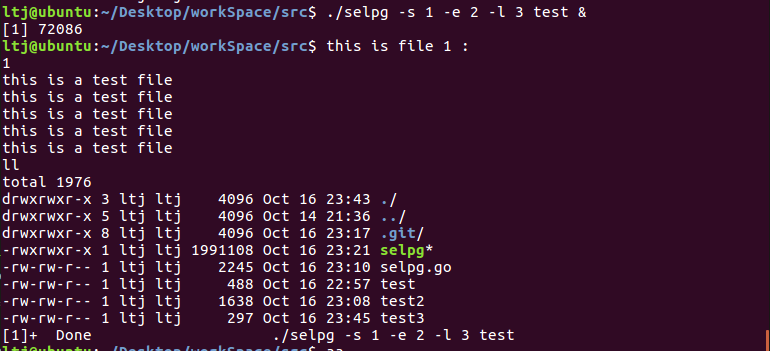 ltj@ubuntu:~/Desktop/workSpace/src$ ./selpg -s 1 -e 2 -l 3 test &
[1] 72086
ltj@ubuntu:~/Desktop/workSpace/src$ this is file 1 :
1
this is a test file
this is a test file
this is a test file
this is a test file
this is a test file
ll
total 1976
drwxrwxr-x 3 ltj ltj    4096 Oct 16 23:43 ./
drwxrwxr-x 5 ltj ltj    4096 Oct 14 21:36 ../
drwxrwxr-x 8 ltj ltj    4096 Oct 16 23:17 .git/
-rwxrwxr-x 1 ltj ltj 1991108 Oct 16 23:21 selpg*
-rw-rw-r-- 1 ltj ltj    2245 Oct 16 23:10 selpg.go
-rw-rw-r-- 1 ltj ltj     488 Oct 16 22:57 test
-rw-rw-r-- 1 ltj ltj    1638 Oct 16 23:08 test2
-rw-rw-r-- 1 ltj ltj     297 Oct 16 23:45 test3
[1]+  Done                    ./selpg -s 1 -e 2 -l 3 test
ltj@ubuntu:~/Desktop/workSpace/src$